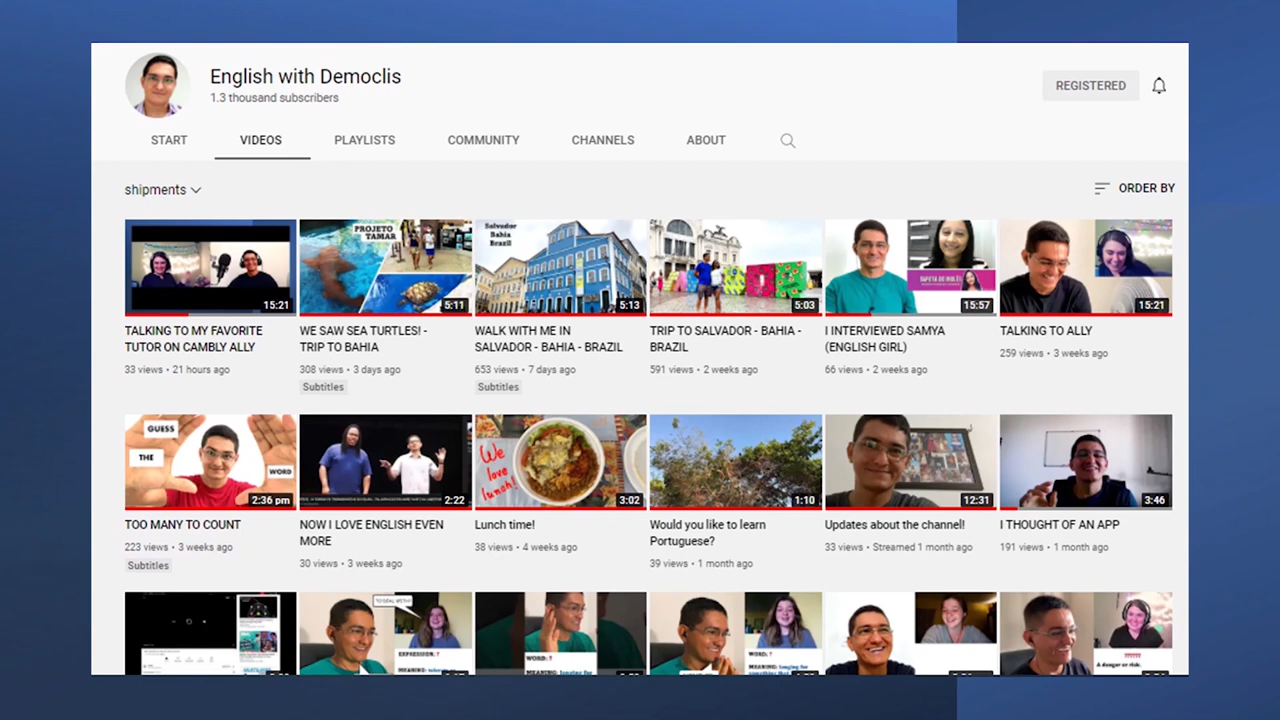 English with Democlis
1.3 thousand subscribers
REGISTERED
START
VIDEOS
PLAYLISTS
COMMUNITY
CHANNELS
ABOUT
shipments
ORDER BY
15:21
PROJETO
TAMAR
5:11
Salvador
Bahia
Brazil
5:13
5:03
15:57
15:21
TALKING TO MY FAVORITE
TUTOR ON CAMBLY ALLY
33 views • 21 hours ago
WE SAW SEA TURTLES! -
TRIP TO BAHIA
308 views • 3 days ago
Subtitles
WALK WITH ME IN
SALVADOR - BAHIA - BRAZIL
653 views • 7 days ago
Subtitles
TRIP TO SALVADOR - BAHIA -
BRAZIL
591 views • 2 weeks ago
I INTERVIEWED SAMYA
(ENGLISH GIRL)
66 views • 2 weeks ago
TALKING TO ALLY
259 views • 3 weeks ago
GUESS
THE
WORD
2:36 pm
2:22
We
love
lunch!
3:02
1:10
12:31
3:46
TOO MANY TO COUNT
223 views • 3 weeks ago
Subtitles
NOW I LOVE ENGLISH EVEN
MORE
30 views • 3 weeks ago
Lunch time!
38 views • 4 weeks ago
Would you like to learn
Portuguese?
39 views • 1 month ago
Updates about the channel!
33 views • Streamed 1 month ago
I THOUGHT OF AN APP
191 views • 1 month ago
EXPRESSION: ?
MEANING:
WORD: ?
MEANING: longing for
WORD: ?
MEANING: longing for
A danger or risk.